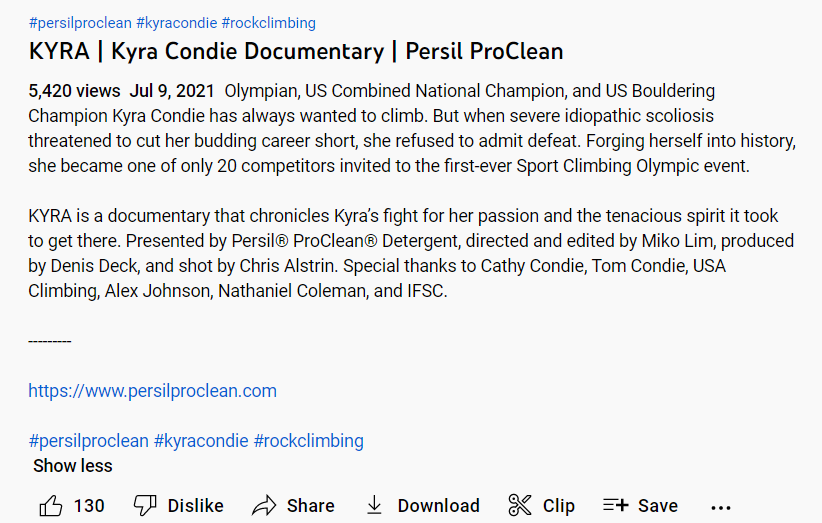 #persilproclean #kyracondie #rockclimbing
KYRA | Kyra Condie Documentary | Persil ProClean
5,420 views Jul 9, 2021 Olympian, US Combined National Champion, and US Bouldering
Champion Kyra Condie has always wanted to climb. But when severe idiopathic scoliosis
threatened to cut her budding career short, she refused to admit defeat. Forging herself into history,
she became one of only 20 competitors invited to the first-ever Sport Climbing Olympic event.
KYRA is a documentary that chronicles Kyra’s fight for her passion and the tenacious spirit it took
to get there. Presented by Persil® ProClean® Detergent, directed and edited by Miko Lim, produced
by Denis Deck, and shot by Chris Alstrin. Special thanks to Cathy Condie, Tom Condie, USA
Climbing, Alex Johnson, Nathaniel Coleman, and IFSC.
---------
https://www.persilproclean.com
#persilproclean #kyracondie #rockclimbing
Show less
130 Dislike Share Download Clip Save ...